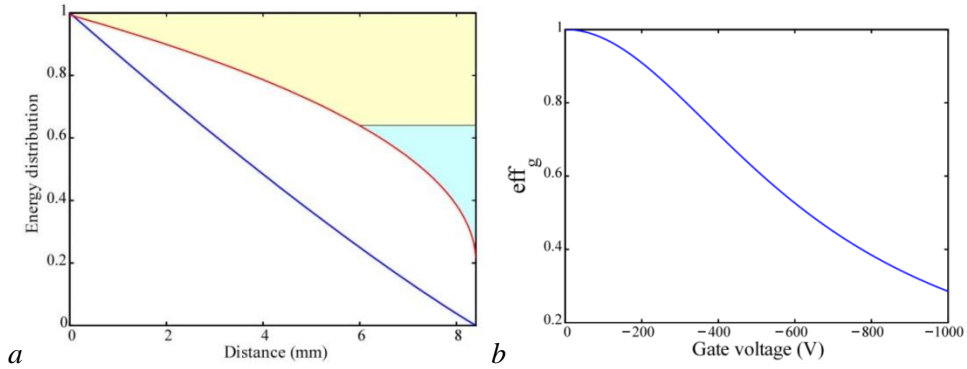 1
0.8
0.6
0.4
0.2
0
Energy distribution
0 2 4 6 8
Distance (mm)
a
1
0.8
0.6
0.4
0.2
eff_g
0 −200 −400 −600 −800 −1000
Gate voltage (V)
b